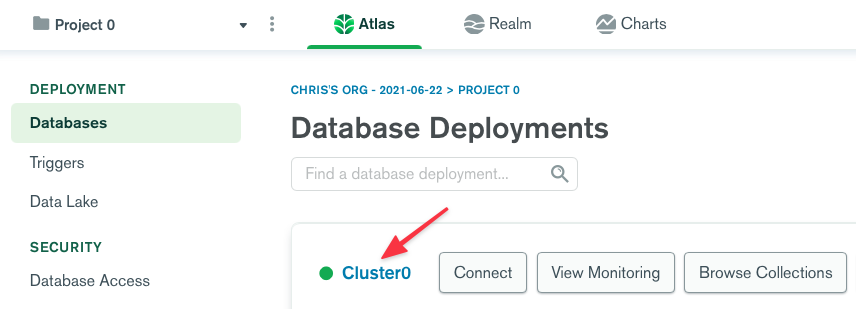 Project 0
Atlas
Realm
Charts
DEPLOYMENT
Databases
Triggers
Data Lake
SECURITY
Database Access
CHRIS'S ORG - 2021-06-22 > PROJECT 0
Database Deployments
Find a database deployment...
Cluster0
Connect
View Monitoring
Browse Collections